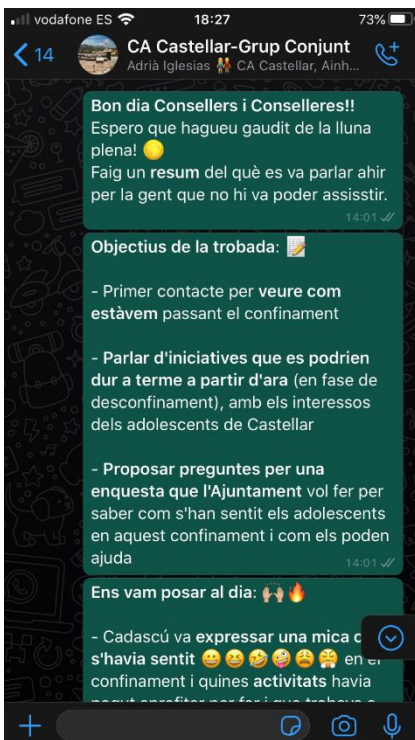 vodafone ES 18:27 73%
14 CA Castellar-Grup Conjunt
Adrià Iglesias 👫 CA Castellar, Ainh...
Bon dia Consellers i Conselleres!!
Espero que hagueu gaudit de la lluna
plena! 🌕
Faig un resum del què es va parlar ahir
per la gent que no hi va poder assisstir.
14:01
Objectius de la trobada: 📝
- Primer contacte per veure com
estàvem passant el confinament
- Parlar d'iniciatives que es podrien
dur a terme a partir d'ara (en fase de
desconfinament), amb els interessos
dels adolescents de Castellar
- Proposar preguntes per una
enquesta que l'Ajuntament vol fer per
saber com s'han sentit els adolescents
en aquest confinament i com els poden
ajuda
14:01
Ens vam posar al dia: 🙌🏼🔥
- Cadascú va expressar una mica
s'havia sentit 😀😆🤪😜😩😤 en el
confinament i quines activitats havia